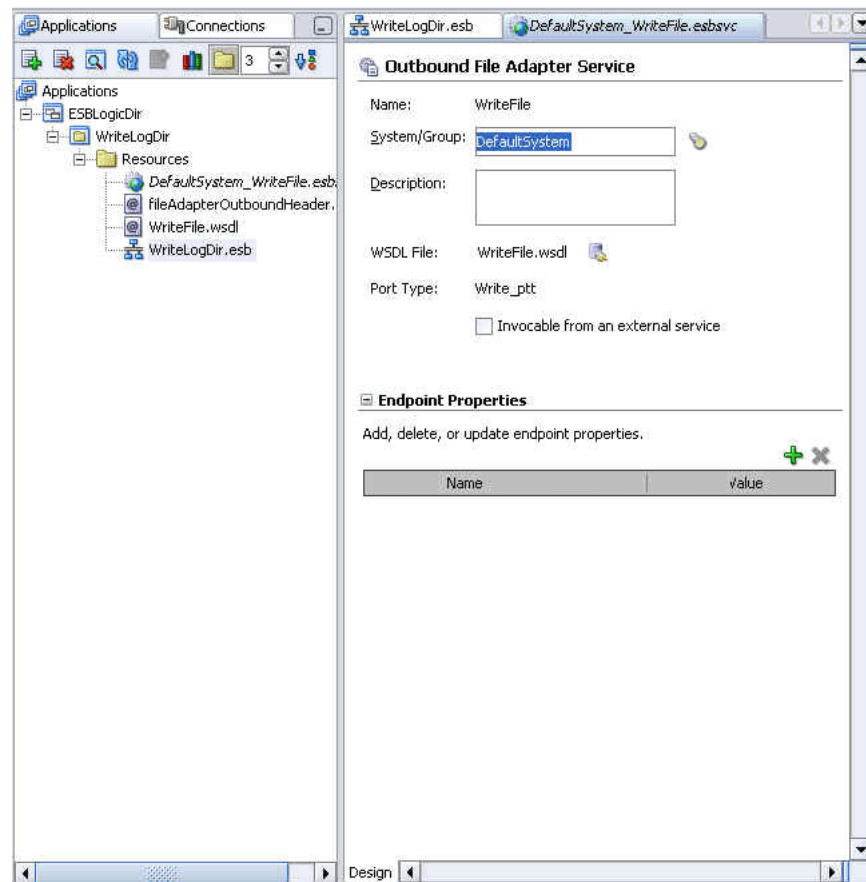 Applications
Connections
3
Applications
ESBLogicDir
WriteLogDir
Resources
DefaultSystem_WriteFile.esb
fileAdapterOutboundHeader.
WriteFile.wsdl
WriteLogDir.esb
WriteLogDir.esb
DefaultSystem_WriteFile.esbsvc
Outbound File Adapter Service
Name: WriteFile
System/Group: DefaultSystem
Description:
WSDL File: WriteFile.wsdl
Port Type: Write_ptt
Invocable from an external service
Endpoint Properties
Add, delete, or update endpoint properties.
Name Value
Design